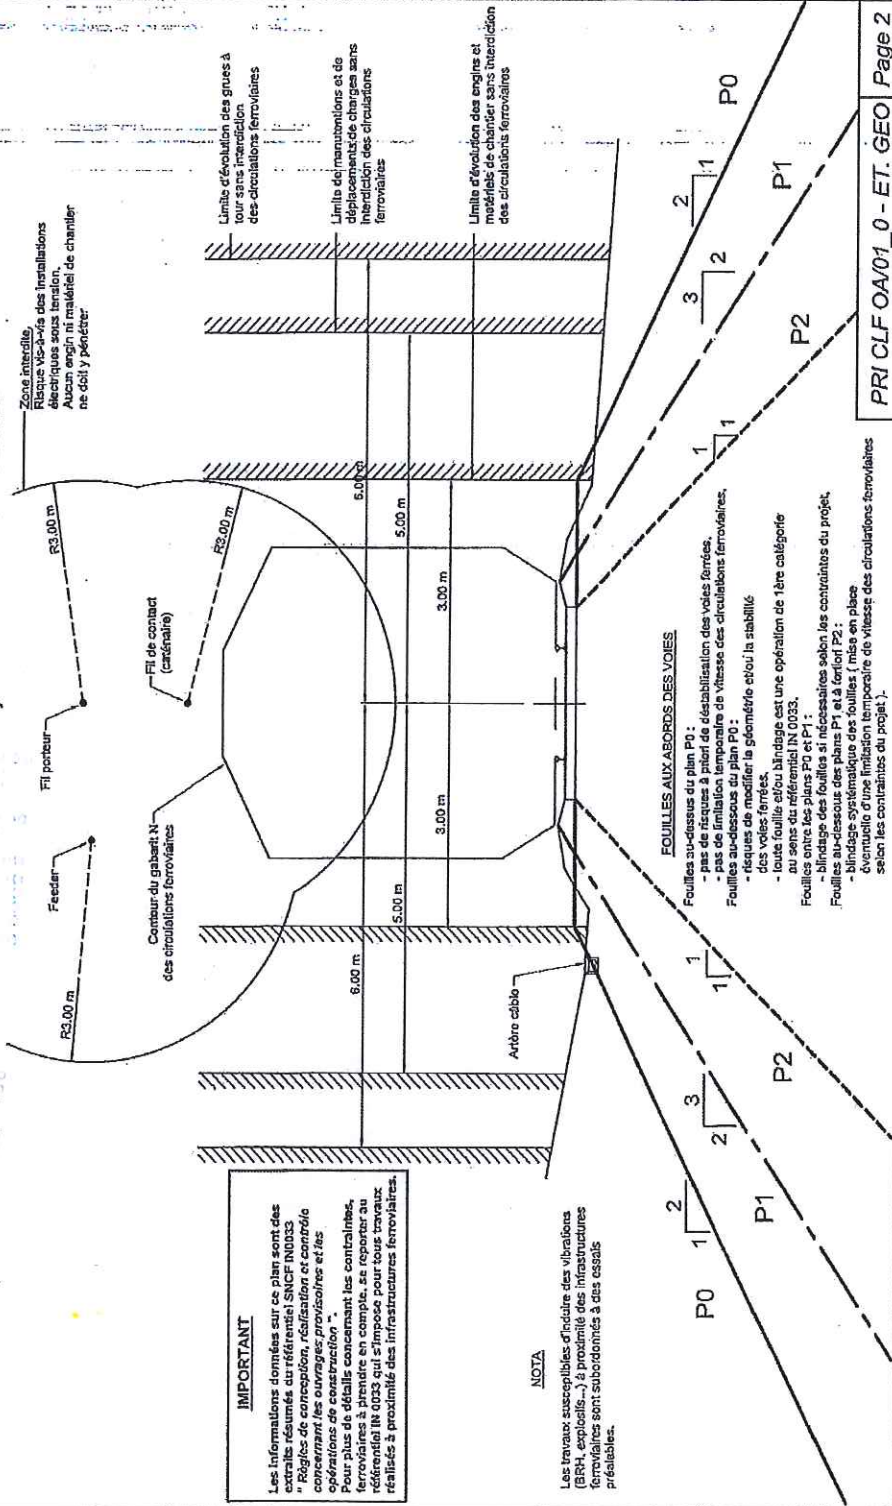 IMPORTANT
Les informations données sur ce plan sont des
extraits résumés du référentiel SNCF IN0033
" Règles de conception, réalisation et contrôle
concernant les ouvrages provisoires et les
opérations de construction ".
Pour plus de détails concernant les contraintes,
ferroviaires à prendre en compte, se reporter au
référentiel IN 0033 qui s'impose pour tous travaux
réalisés à proximité des infrastructures ferroviaires.
NOTA
Les travaux susceptibles d'induire des vibrations
(BRH, explosifs...) à proximité des infrastructures
ferroviaires sont subordonnés à des essais
préalables.
Zone interdite,
Risque vis-à-vis des installations
électriques sous tension.
Aucun engin ni matériel de chantier
ne doit y pénétrer
Feeder
Fil porteur
Fil de contact
(caténaire)
R3.00 m
R3.00 m
R3.00 m
Contour du gabarit N
des circulations ferroviaires
Limite d'évolution des grues à
tour sans interdiction
des circulations ferroviaires
Limite de manutentions et de
déplacements de charges sans
interdiction des circulations
ferroviaires
Limite d'évolution des engins et
matériels de chantier sans interdiction
des circulations ferroviaires
6.00 m
5.00 m
3.00 m
3.00 m
5.00 m
6.00 m
Artère câble
P0
2
1
P1
3
2
P2
1
1
P2
1
1
P1
3
2
P0
2
1
FOUILLES AUX ABORDS DES VOIES
Fouilles au-dessus du plan P0 :
- pas de risques à priori de déstabilisation des voies ferrées,
- pas de limitation temporaire de vitesse des circulations ferroviaires,
Fouilles au-dessous du plan P0 :
- risques de modifier la géométrie et/ou la stabilité
des voies ferrées,
- toute fouille et/ou blindage est une opération de 1ère catégorie
au sens du référentiel IN 0033.
Fouilles entre les plans P0 et P1 :
- blindage des fouilles si nécessaires selon les contraintes du projet,
Fouilles au-dessous des plans P1 et à fortiori P2 :
- blindage systématique des fouilles ( mise en place
éventuelle d'une limitation temporaire de vitesse des circulations ferroviaires
selon les contraintes du projet ).
PRI CLF OA/01_0 - ET. GEO
Page 2